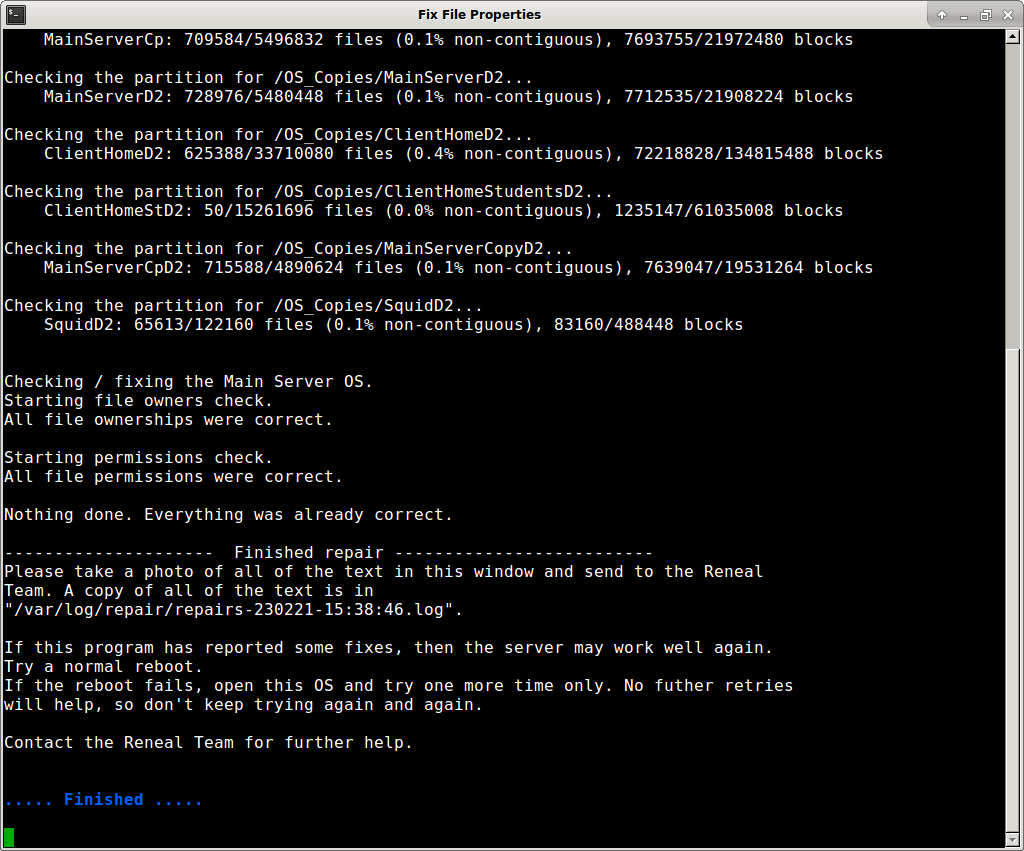 Fix File Properties
MainServerCp: 709584/5496832 files (0.1% non-contiguous), 7693755/21972480 blocks
Checking the partition for /OS_Copies/MainServerD2...
MainServerD2: 728976/5480448 files (0.1% non-contiguous), 7712535/21908224 blocks
Checking the partition for /OS_Copies/ClientHomeD2...
ClientHomeD2: 625388/33710080 files (0.4% non-contiguous), 72218828/134815488 blocks
Checking the partition for /OS_Copies/ClientHomeStudentsD2...
ClientHomeStD2: 50/15261696 files (0.0% non-contiguous), 1235147/61035008 blocks
Checking the partition for /OS_Copies/MainServerCopyD2...
MainServerCpD2: 715588/4890624 files (0.1% non-contiguous), 7639047/19531264 blocks
Checking the partition for /OS_Copies/SquidD2...
SquidD2: 65613/122160 files (0.1% non-contiguous), 83160/488448 blocks
Checking / fixing the Main Server OS.
Starting file owners check.
All file ownerships were correct.
Starting permissions check.
All file permissions were correct.
Nothing done. Everything was already correct.
---------------------  Finished repair --------------------------
Please take a photo of all of the text in this window and send to the Reneal
Team. A copy of all of the text is in
"/var/log/repair/repairs-230221-15:38:46.log".
If this program has reported some fixes, then the server may work well again.
Try a normal reboot.
If the reboot fails, open this OS and try one more time only. No futher retries
will help, so don't keep trying again and again.
Contact the Reneal Team for further help.
..... Finished .....